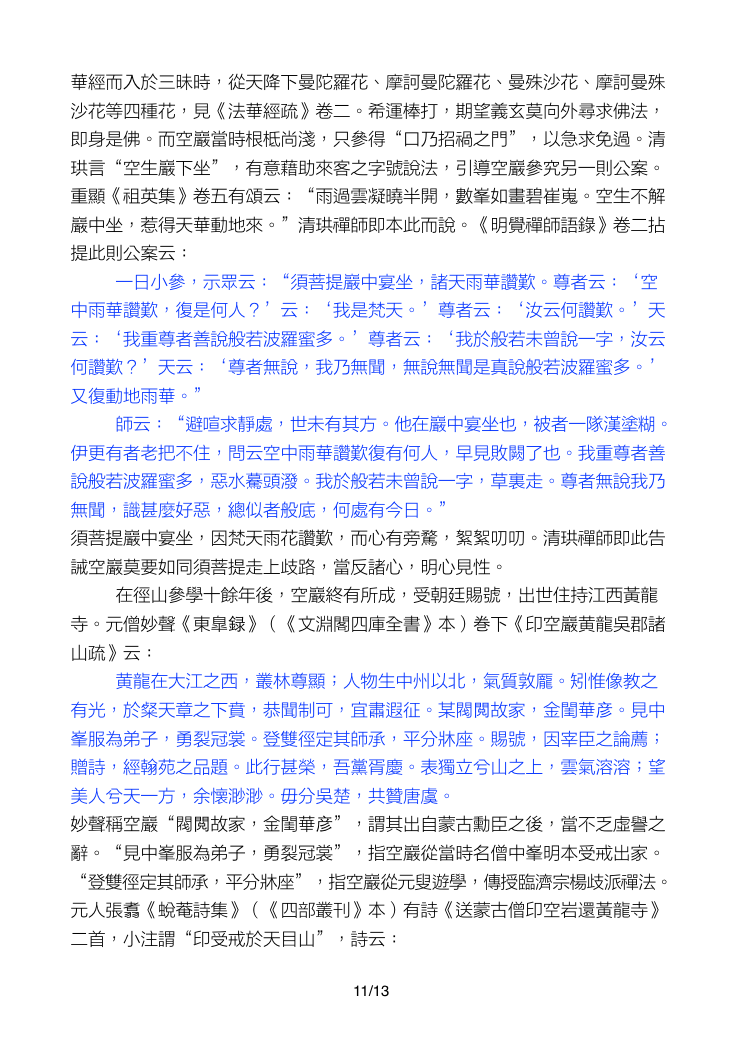 華經而入於三昧時，從天降下曼陀羅花、摩訶曼陀羅花、曼殊沙花、摩訶曼殊
沙花等四種花，見《法華經疏》卷二。希運棒打，期望義玄莫向外尋求佛法，
即身是佛。而空巖當時根柢尚淺，只參得“口乃招禍之門”，以急求免過。清
珙言“空生巖下坐”，有意藉助來客之字號說法，引導空巖參究另一則公案。
重顯《祖英集》卷五有頌云：“雨過雲凝曉半開，數峯如畫碧崔嵬。空生不解
巖中坐，惹得天華動地來。”清珙禪師即本此而說。《明覺禪師語錄》卷二拈
提此則公案云：
一日小參，示眾云：“須菩提巖中宴坐，諸天雨華讚歎。尊者云：‘空
中雨華讚歎，復是何人？’云：‘我是梵天。’尊者云：‘汝云何讚歎。’天
云：‘我重尊者善說般若波羅蜜多。’尊者云：‘我於般若未曾說一字，汝云
何讚歎？’天云：‘尊者無說，我乃無聞，無說無聞是真說般若波羅蜜多。’
又復動地雨華。”
師云：“避喧求靜處，世未有其方。他在巖中宴坐也，被者一隊漢塗糊。
伊更有者老把不住，問云空中雨華讚歎復有何人，早見敗闕了也。我重尊者善
說般若波羅蜜多，惡水驀頭潑。我於般若未曾說一字，草裏走。尊者無說我乃
無聞，識甚麼好惡，總似者般底，何處有今日。”
須菩提巖中宴坐，因梵天雨花讚歎，而心有旁騖，絮絮叨叨。清珙禪師即此告
誡空巖莫要如同須菩提走上歧路，當反諸心，明心見性。
在徑山參學十餘年後，空巖終有所成，受朝廷賜號，出世住持江西黃龍
寺。元僧妙聲《東臯録》（《文淵閣四庫全書》本）巻下《印空巖黃龍吳郡諸
山疏》云：
黃龍在大江之西，叢林尊顯；人物生中州以北，氣質敦龎。矧惟像教之
有光，於粲天章之下賁，恭聞制可，宜肅遐征。某閥閱故家，金閨華彦。見中
峯服為弟子，勇裂冠裳。登雙徑定其師承，平分牀座。賜號，因宰臣之論薦；
贈詩，經翰苑之品題。此行甚榮，吾黨胥慶。表獨立兮山之上，雲氣溶溶；望
美人兮天一方，余懷渺渺。毋分吳楚，共贊唐虞。
妙聲稱空巖“閥閱故家，金閨華彦”，謂其出自蒙古勳臣之後，當不乏虛譽之
辭。“見中峯服為弟子，勇裂冠裳”，指空巖從當時名僧中峯明本受戒出家。
“登雙徑定其師承，平分牀座”，指空巖從元叟遊學，傳授臨濟宗楊歧派禪法。
元人張翥《蛻菴詩集》（《四部叢刊》本）有詩《送蒙古僧印空岩還黃龍寺》
二首，小注謂“印受戒於天目山”，詩云：
11/13